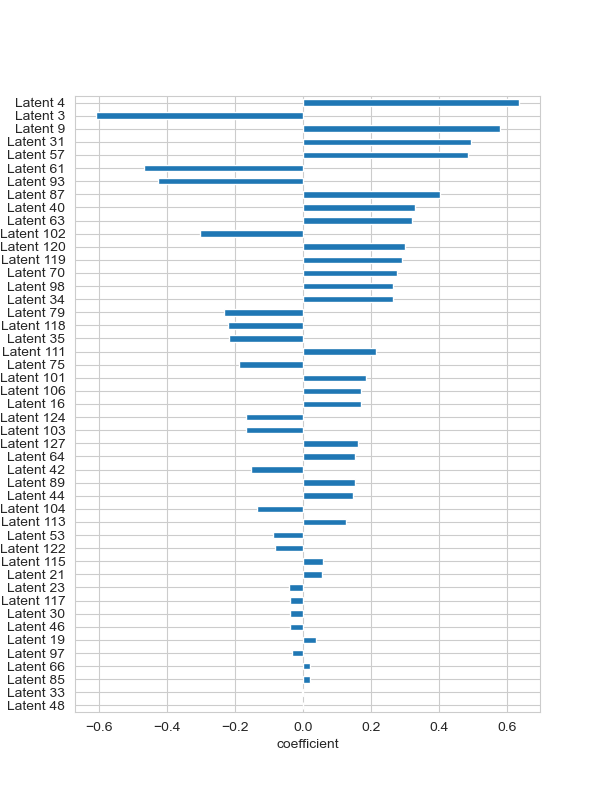 Latent 4
Latent 3
Latent 9
Latent 31
Latent 57
Latent 61
Latent 93
Latent 87
Latent 40
Latent 63
Latent 102
Latent 120
Latent 119
Latent 70
Latent 98
Latent 34
Latent 79
Latent 118
Latent 35
Latent 111
Latent 75
Latent 101
Latent 106
Latent 16
Latent 124
Latent 103
Latent 127
Latent 64
Latent 42
Latent 89
Latent 44
Latent 104
Latent 113
Latent 53
Latent 122
Latent 115
Latent 21
Latent 23
Latent 117
Latent 30
Latent 46
Latent 19
Latent 97
Latent 66
Latent 85
Latent 33
Latent 48
−0.6 −0.4 −0.2 0.0 0.2 0.4 0.6
coefficient